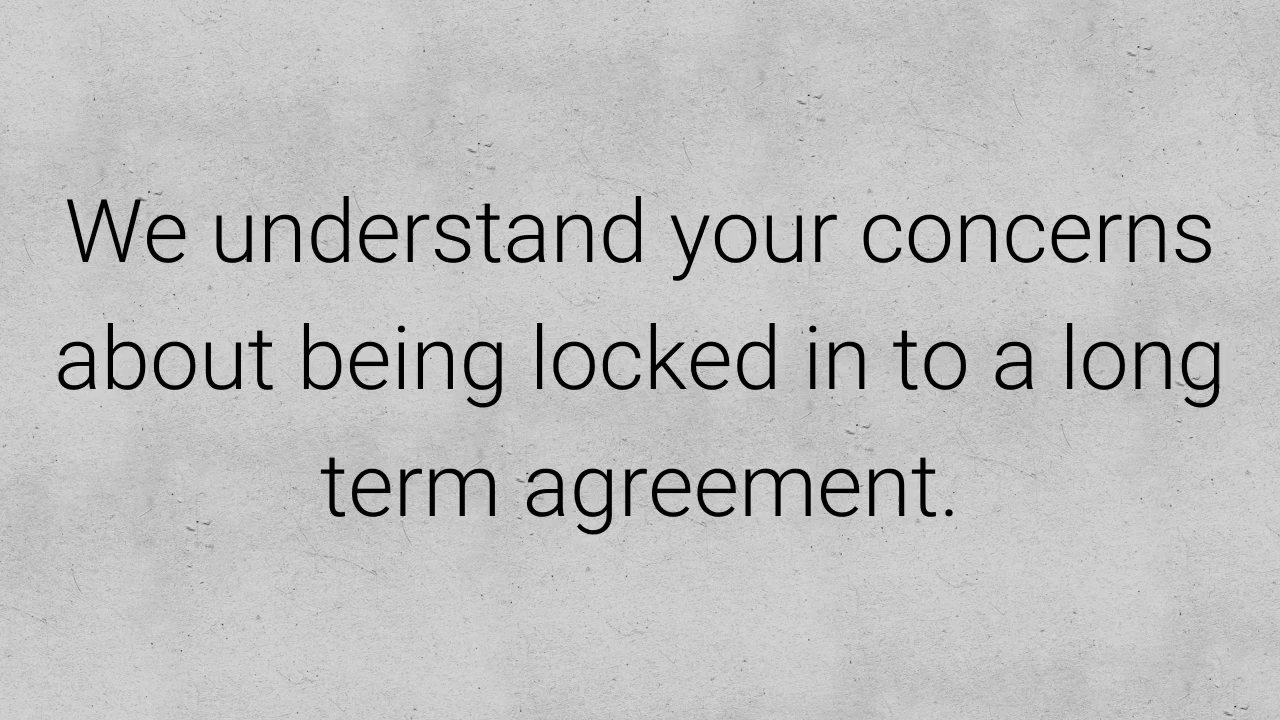 We understand your concerns
about being locked in to a long
term agreement.